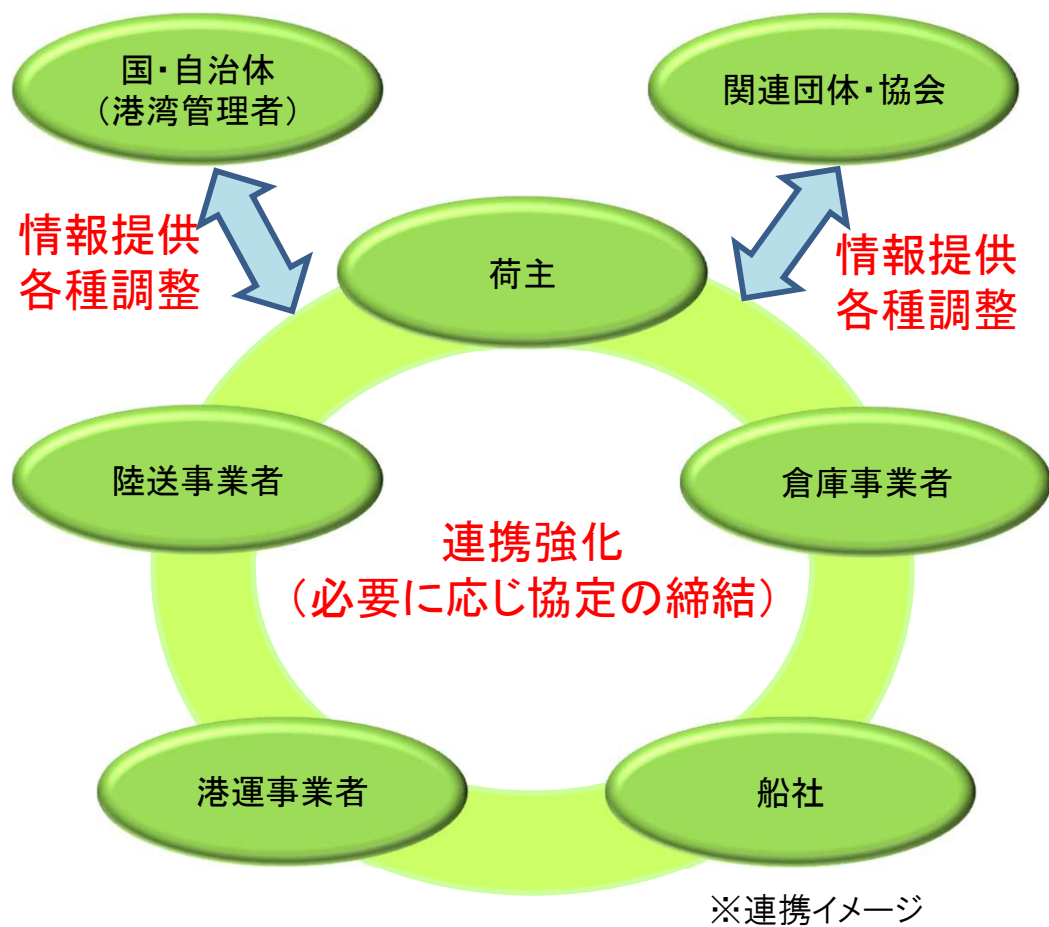 国・自治体
（港湾管理者）
関連団体・協会
情報提供
各種調整
情報提供
各種調整
荷主
陸送事業者
倉庫事業者
連携強化
（必要に応じ協定の締結）
港運事業者
船社
※連携イメージ